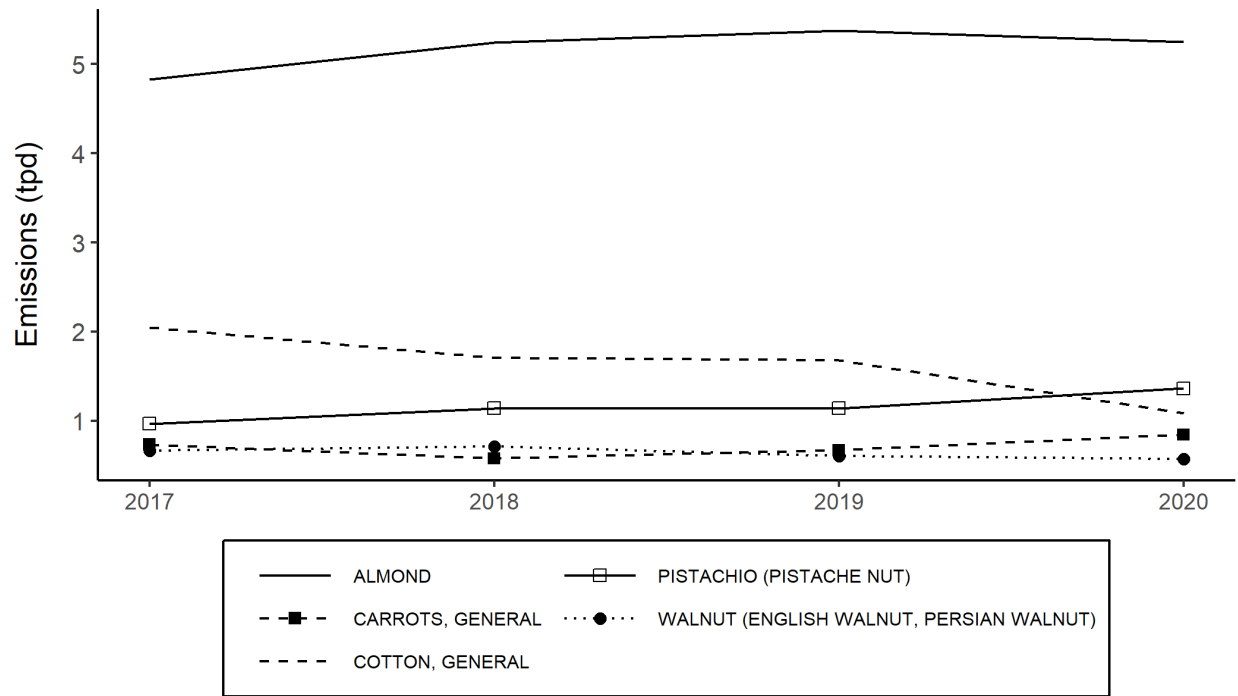 Emissions (tpd)
5
4
3
2
1
2017 2018 2019 2020
ALMOND PISTACHIO (PISTACHE NUT)
CARROTS, GENERAL WALNUT (ENGLISH WALNUT, PERSIAN WALNUT)
COTTON, GENERAL